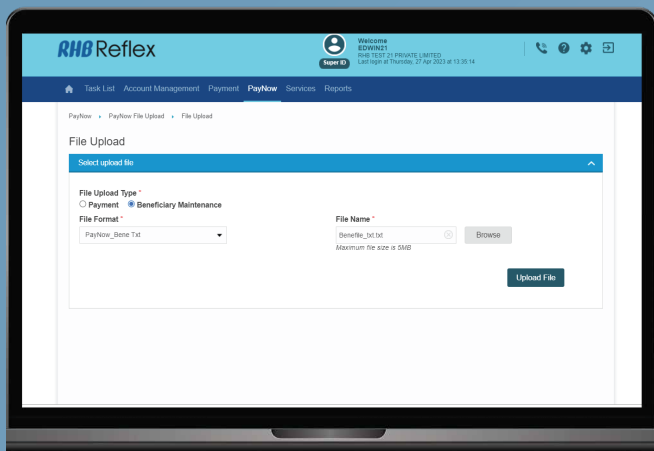 RHB Reflex
Welcome
EDWIN21
RHB TEST 21 PRIVATE LIMITED
Last login at Thursday, 27 Apr 2023 at 13:35:14
Super ID
Task List Account Management Payment PayNow Services Reports
PayNow › PayNow File Upload › File Upload
File Upload
Select upload file
File Upload Type *
Payment Beneficiary Maintenance
File Format * File Name *
PayNow_Bene Txt Benefile_txt.txt Browse
Maximum file size is 5MB
Upload File